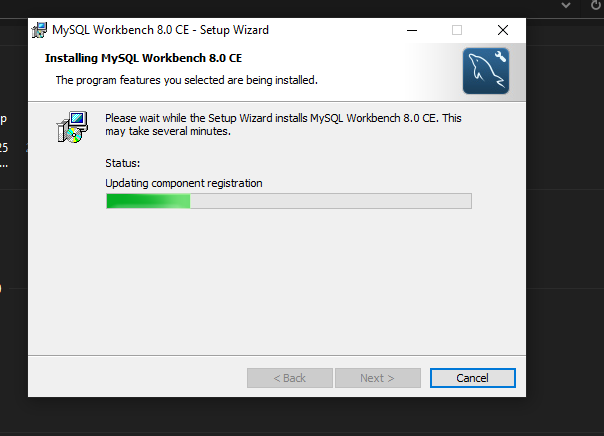 MySQL Workbench 8.0 CE - Setup Wizard
Installing MySQL Workbench 8.0 CE
The program features you selected are being installed.
Please wait while the Setup Wizard installs MySQL Workbench 8.0 CE. This
may take several minutes.
Status:
Updating component registration
< Back
Next >
Cancel
p
25
...
)